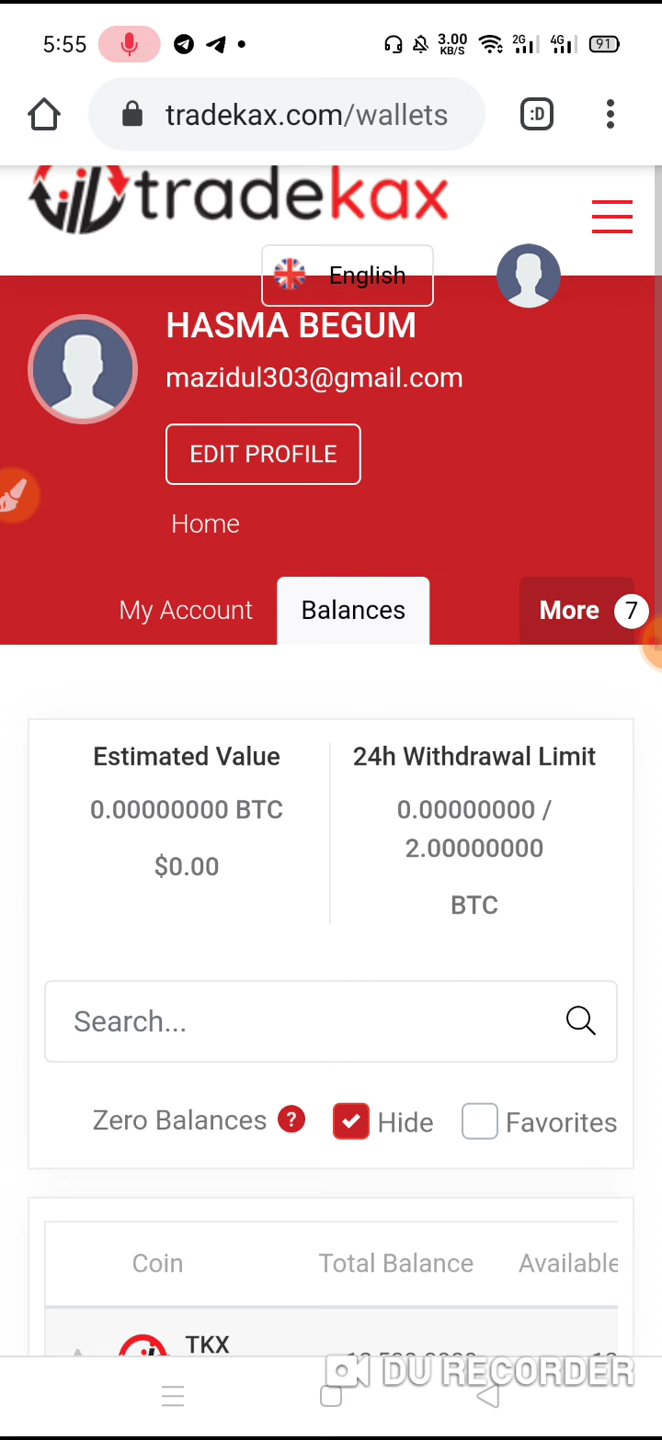 5:55
3.00
KB/S
2G
4G
91
tradekax.com/wallets
:D
tradekax
English
HASMA BEGUM
mazidul303@gmail.com
EDIT PROFILE
Home
My Account
Balances
More 7
Estimated Value
24h Withdrawal Limit
0.00000000 BTC
0.00000000 /
2.00000000
$0.00
BTC
Search...
Zero Balances ?
Hide
Favorites
Coin
Total Balance
Available
TKX
DU RECORDER